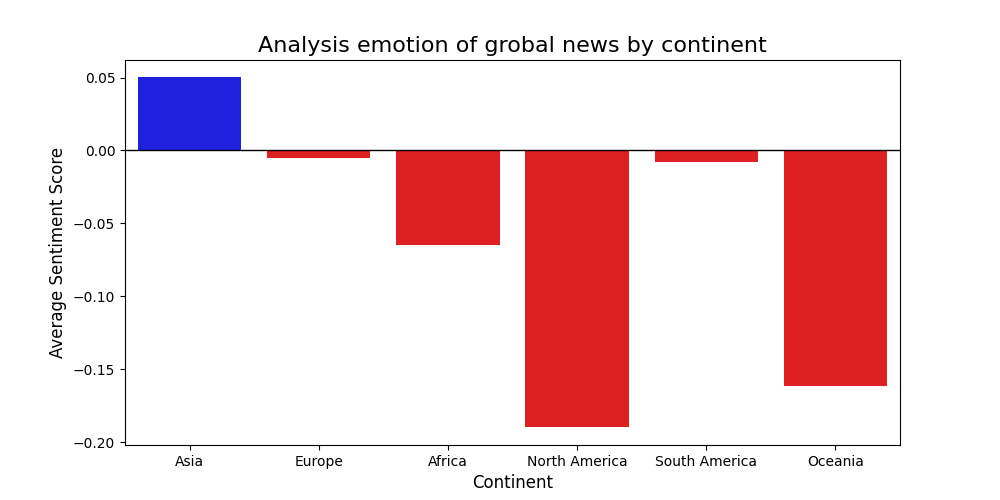 Analysis emotion of grobal news by continent
Average Sentiment Score
0.05
0.00
−0.05
−0.10
−0.15
−0.20
Asia Europe Africa North America South America Oceania
Continent